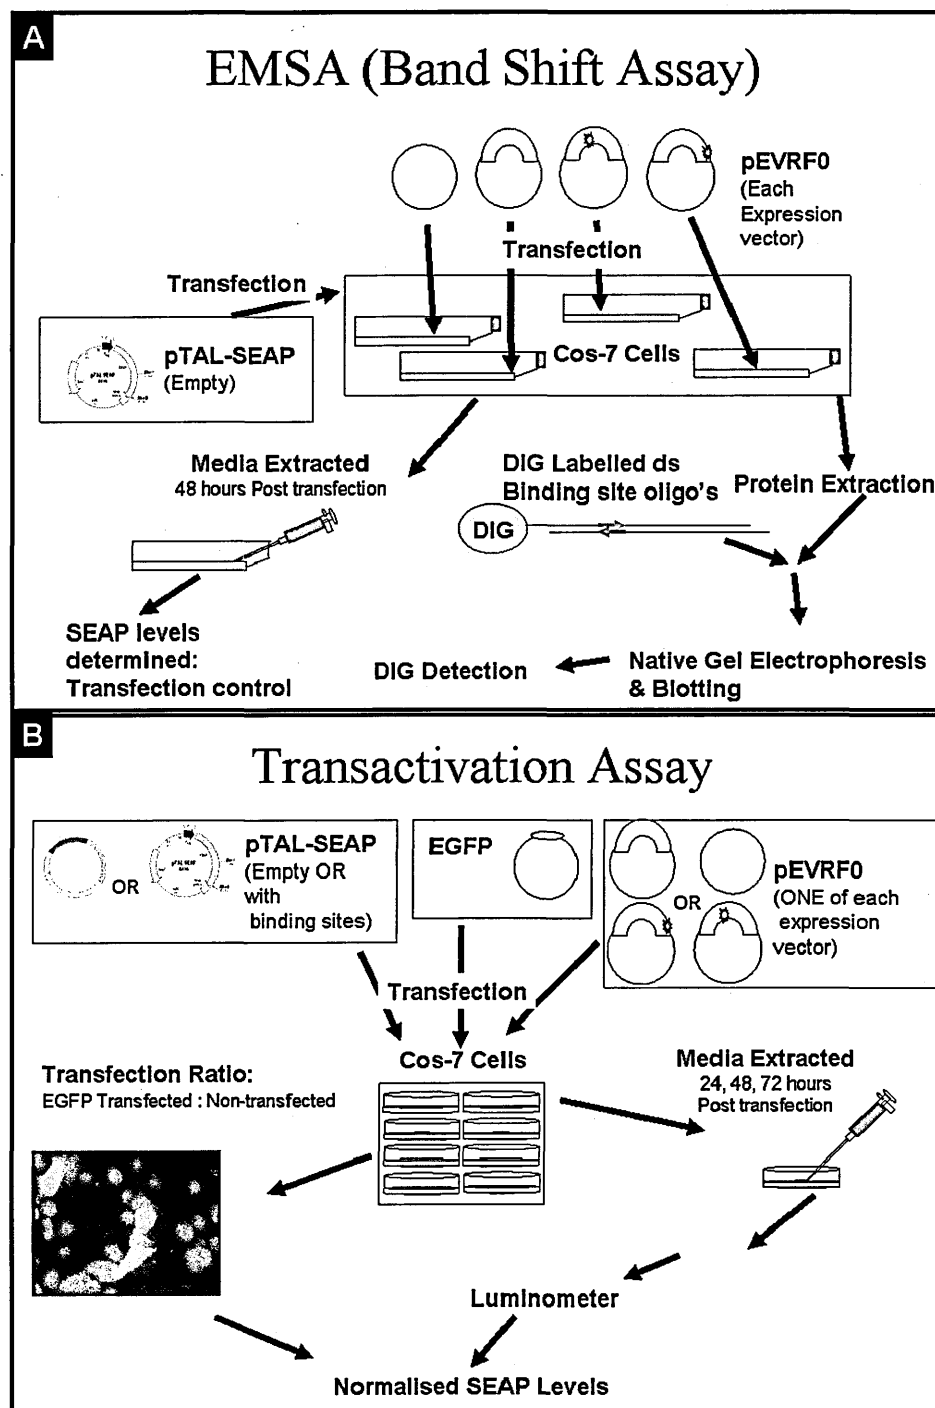 A
EMSA (Band Shift Assay)
pEVRF0
(Each
Expression
vector)
Transfection
Transfection
pTAL-SEAP
(Empty)
Cos-7 Cells
Media Extracted
48 hours Post transfection
DIG Labelled ds
Binding site oligo's
Protein Extraction
DIG
SEAP levels
determined:
Transfection control
DIG Detection
Native Gel Electrophoresis
& Blotting
B
Transactivation Assay
OR
pTAL-SEAP
(Empty OR
with
binding sites)
EGFP
OR
pEVRF0
(ONE of each
expression
vector)
Transfection
Cos-7 Cells
Transfection Ratio:
EGFP Transfected : Non-transfected
Media Extracted
24, 48, 72 hours
Post transfection
Luminometer
Normalised SEAP Levels